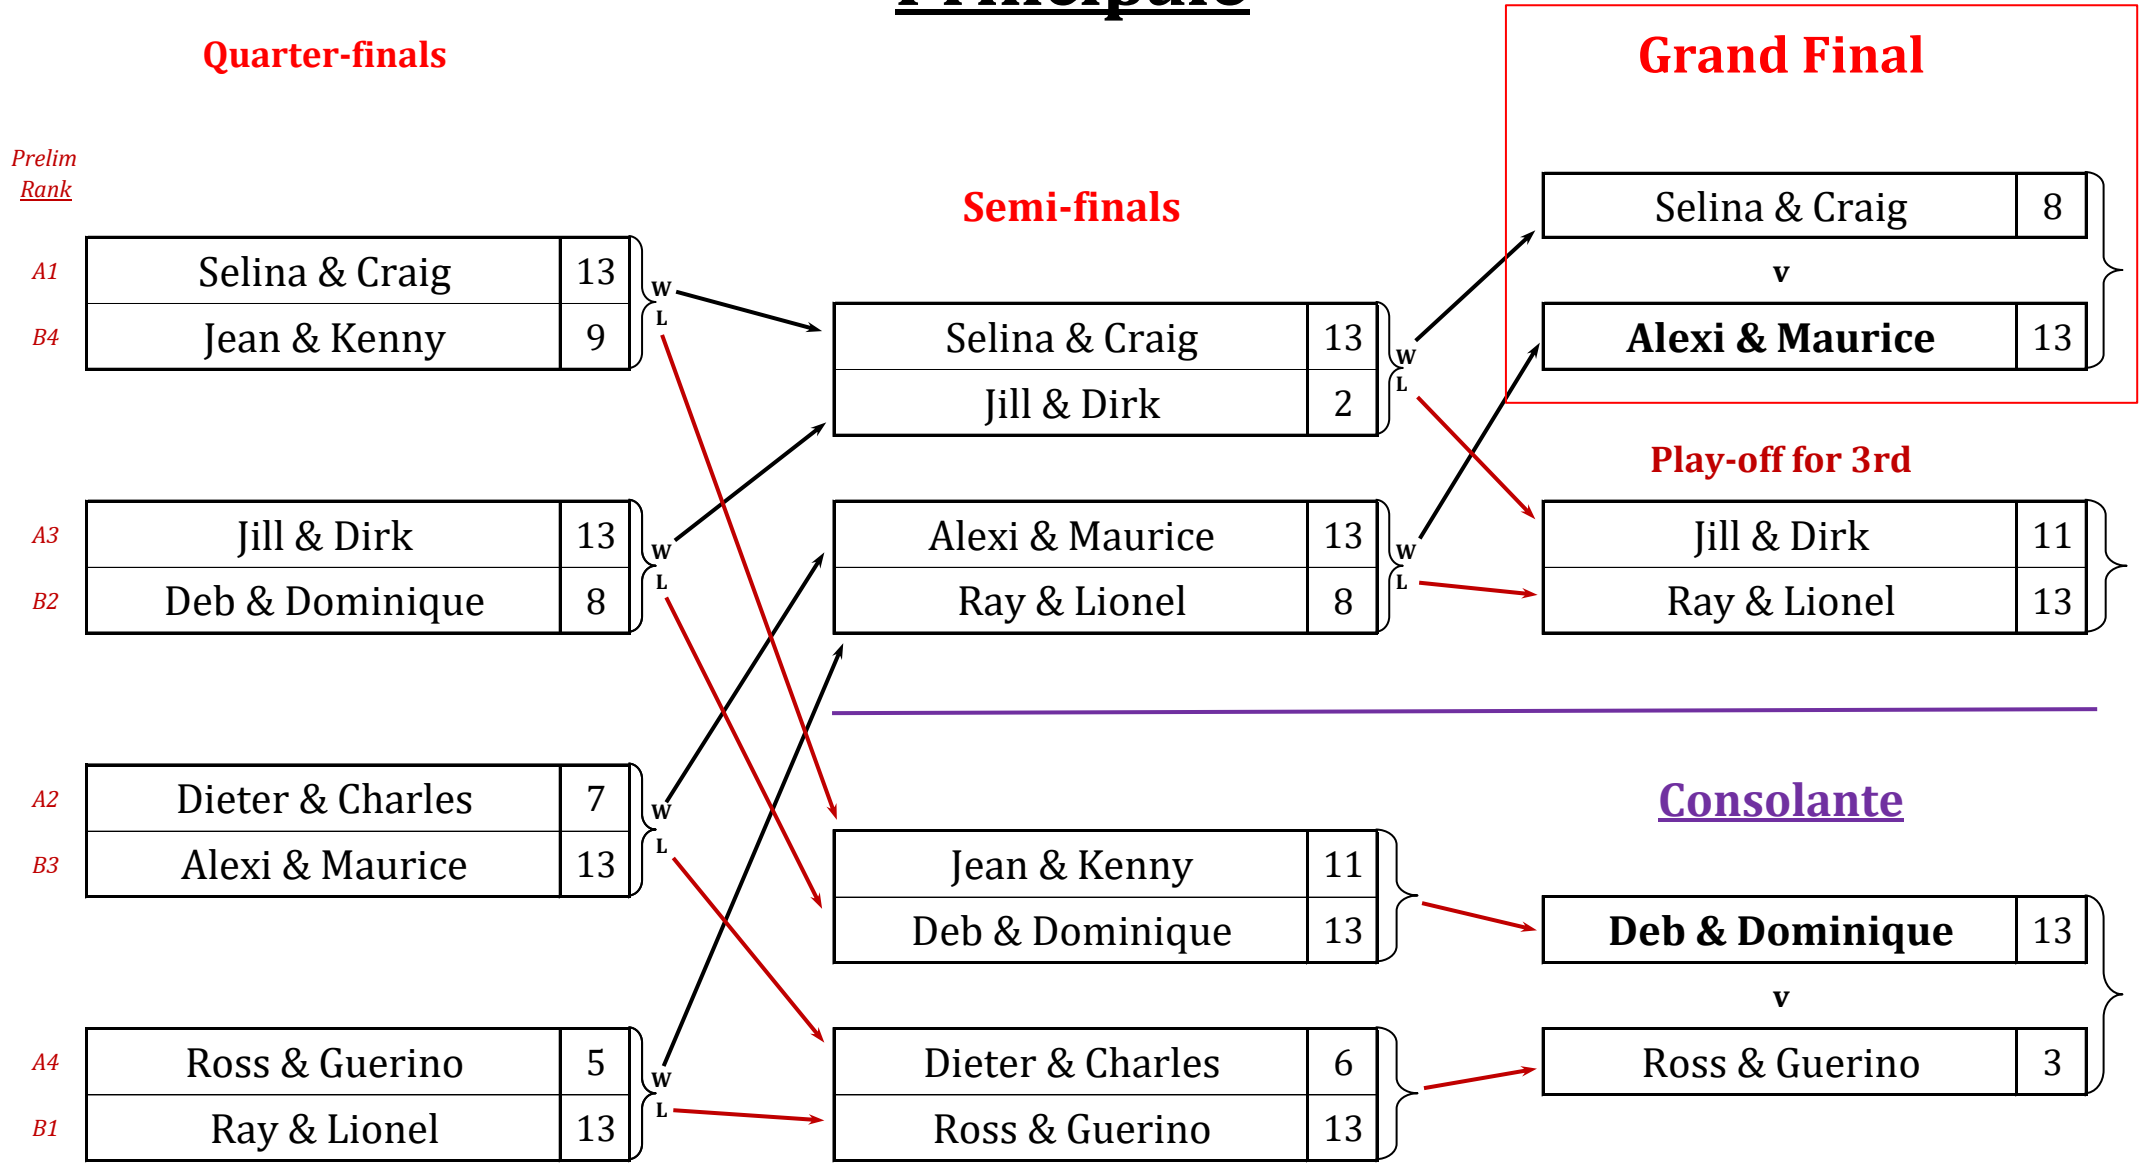 Principale
Quarter-finals
Grand Final
Prelim
Rank
Semi-finals
Selina & Craig 8
v
Alexi & Maurice 13
A1 Selina & Craig 13
B4 Jean & Kenny 9
W
L
Selina & Craig 13
Jill & Dirk 2
W
L
Play-off for 3rd
A3 Jill & Dirk 13
B2 Deb & Dominique 8
W
L
Alexi & Maurice 13
Ray & Lionel 8
W
L
Jill & Dirk 11
Ray & Lionel 13
A2 Dieter & Charles 7
B3 Alexi & Maurice 13
W
L
Consolante
Jean & Kenny 11
Deb & Dominique 13
Deb & Dominique 13
v
Ross & Guerino 3
A4 Ross & Guerino 5
B1 Ray & Lionel 13
W
L
Dieter & Charles 6
Ross & Guerino 13